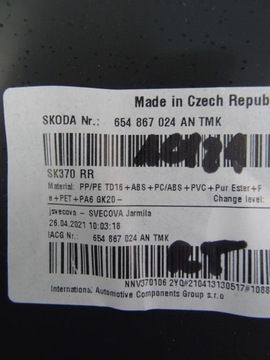 Made in Czech Repub
SKODA Nr.: 654 867 024 AN TMK
SK370 RR
Material: PP/PE TD16+ABS+PC/ABS+PVC+Pur Ester+F
e+PET+PA6 GK20- Change level:
jsvecova - SVECOVA Jarmila
26.04.2021 10:03:16
IACG Nr.: 654 867 024 AN TMK
NNV370106 2YQ#210413130517#1088
International Automotive Components Group s.r.o